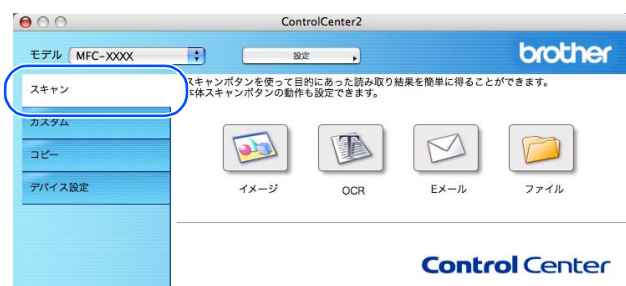 ControlCenter2
モデル MFC-XXXX
設定
brother
スキャン
スキャンボタンを使って目的にあった読み取り結果を簡単に得ることができます。
本体スキャンボタンの動作も設定できます。
カスタム
コピー
デバイス設定
イメージ
OCR
Eメール
ファイル
Control Center